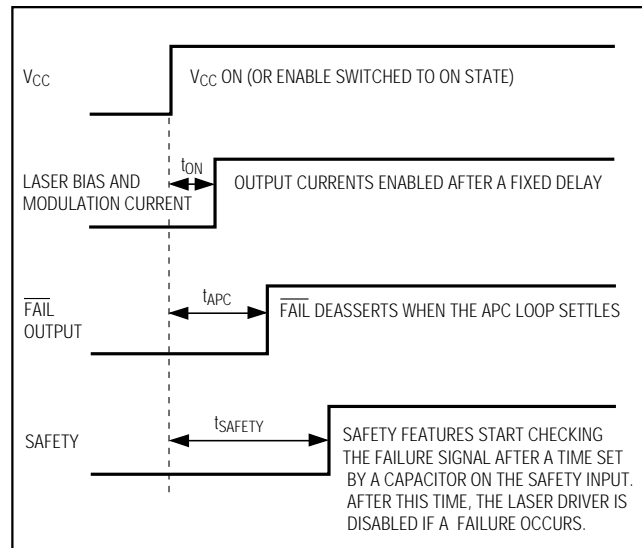 VCC
VCC ON (OR ENABLE SWITCHED TO ON STATE)
tON
LASER BIAS AND
MODULATION CURRENT
OUTPUT CURRENTS ENABLED AFTER A FIXED DELAY
tAPC
FAIL
OUTPUT
FAIL DEASSERTS WHEN THE APC LOOP SETTLES
tSAFETY
SAFETY
SAFETY FEATURES START CHECKING
THE FAILURE SIGNAL AFTER A TIME SET
BY A CAPACITOR ON THE SAFETY INPUT.
AFTER THIS TIME, THE LASER DRIVER IS
DISABLED IF A FAILURE OCCURS.